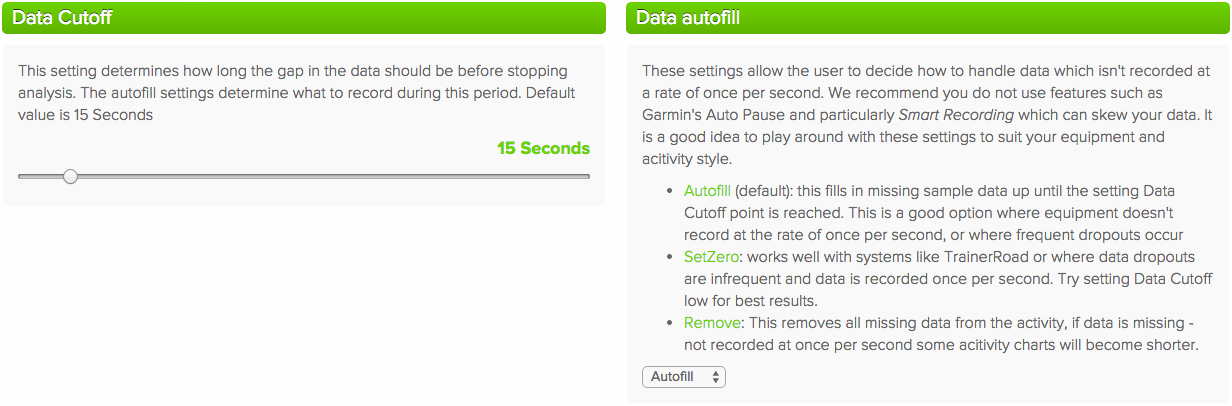 Data Cutoff
This setting determines how long the gap in the data should be before stopping
analysis. The autofill settings determine what to record during this period. Default
value is 15 Seconds
15 Seconds
Data autofill
These settings allow the user to decide how to handle data which isn't recorded at
a rate of once per second. We recommend you do not use features such as
Garmin's Auto Pause and particularly Smart Recording which can skew your data. It
is a good idea to play around with these settings to suit your equipment and
acitivity style.
• Autofill (default): this fills in missing sample data up until the setting Data
Cutoff point is reached. This is a good option where equipment doesn't
record at the rate of once per second, or where frequent dropouts occur
• SetZero: works well with systems like TrainerRoad or where data dropouts
are infrequent and data is recorded once per second. Try setting Data Cutoff
low for best results.
• Remove: This removes all missing data from the activity, if data is missing -
not recorded at once per second some acitivity charts will become shorter.
Autofill